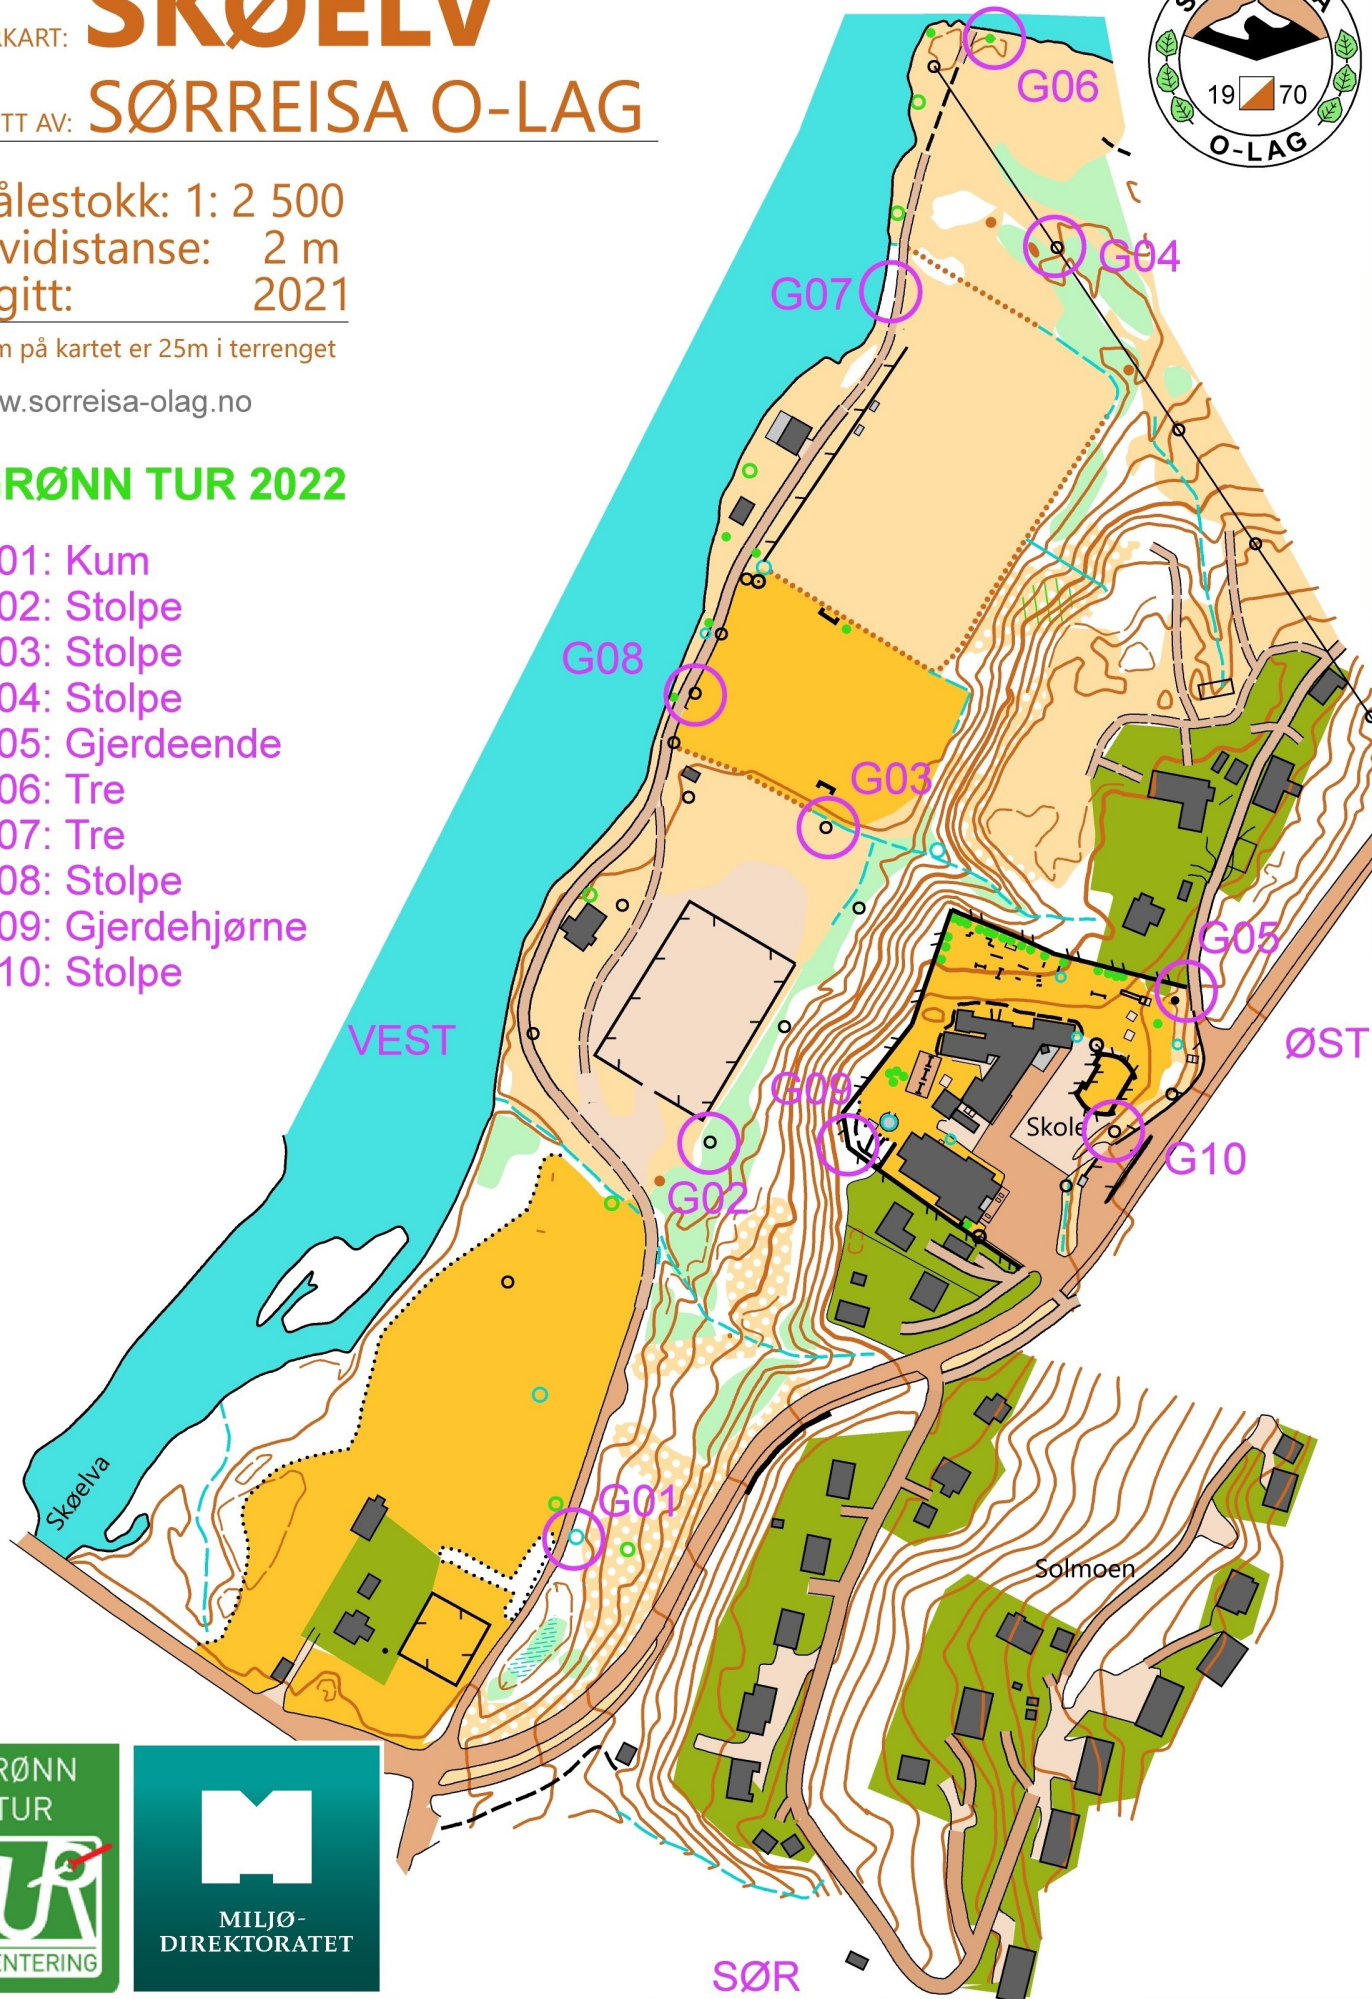 KART: SKØELV
TT AV: SØRREISA O-LAG
ålestokk: 1: 2 500
vidistanse: 2 m
gitt: 2021
m på kartet er 25m i terrenget
w.sorreisa-olag.no
GRØNN TUR 2022
01: Kum
02: Stolpe
03: Stolpe
04: Stolpe
05: Gjerdeende
06: Tre
07: Tre
08: Stolpe
09: Gjerdehjørne
10: Stolpe
19 70
O-LAG
G06
G04
G07
G08
G03
G05
VEST
ØST
G09
Skole
G10
G02
Skøelva
G01
Solmoen
SØR
RØNN
TUR
UR
ENTERING
MILJØ-
DIREKTORATET